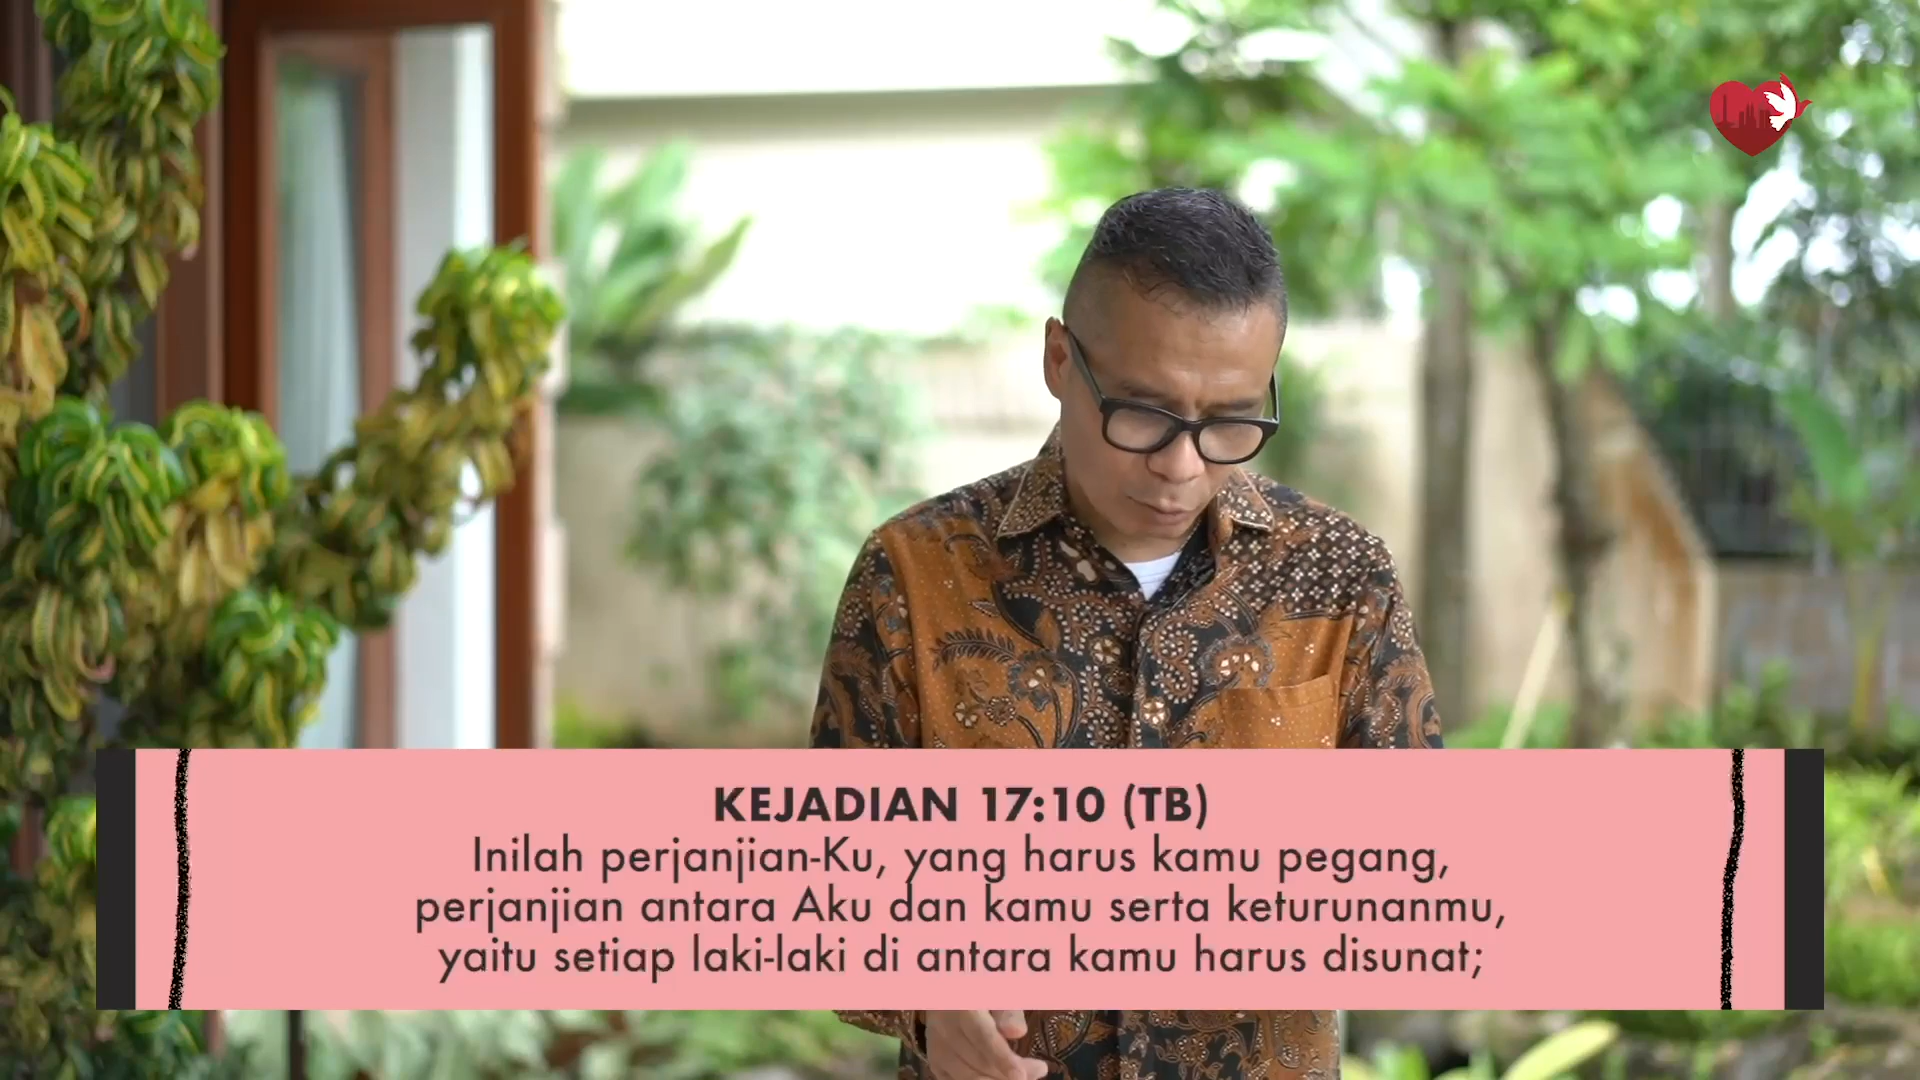 KEJADIAN 17:10 (TB)
Inilah perjanjian-Ku, yang harus kamu pegang,
perjanjian antara Aku dan kamu serta keturunanmu,
yaitu setiap laki-laki di antara kamu harus disunat;